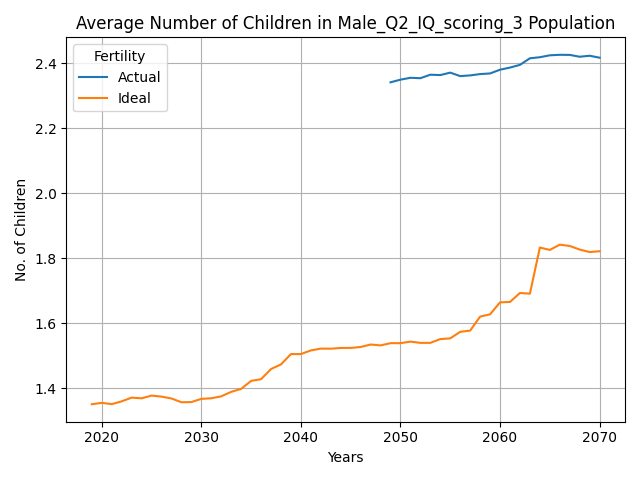 Average Number of Children in Male_Q2_IQ_scoring_3 Population
Fertility
Actual
Ideal
No. of Children
2.4
2.2
2.0
1.8
1.6
1.4
2020 2030 2040 2050 2060 2070
Years